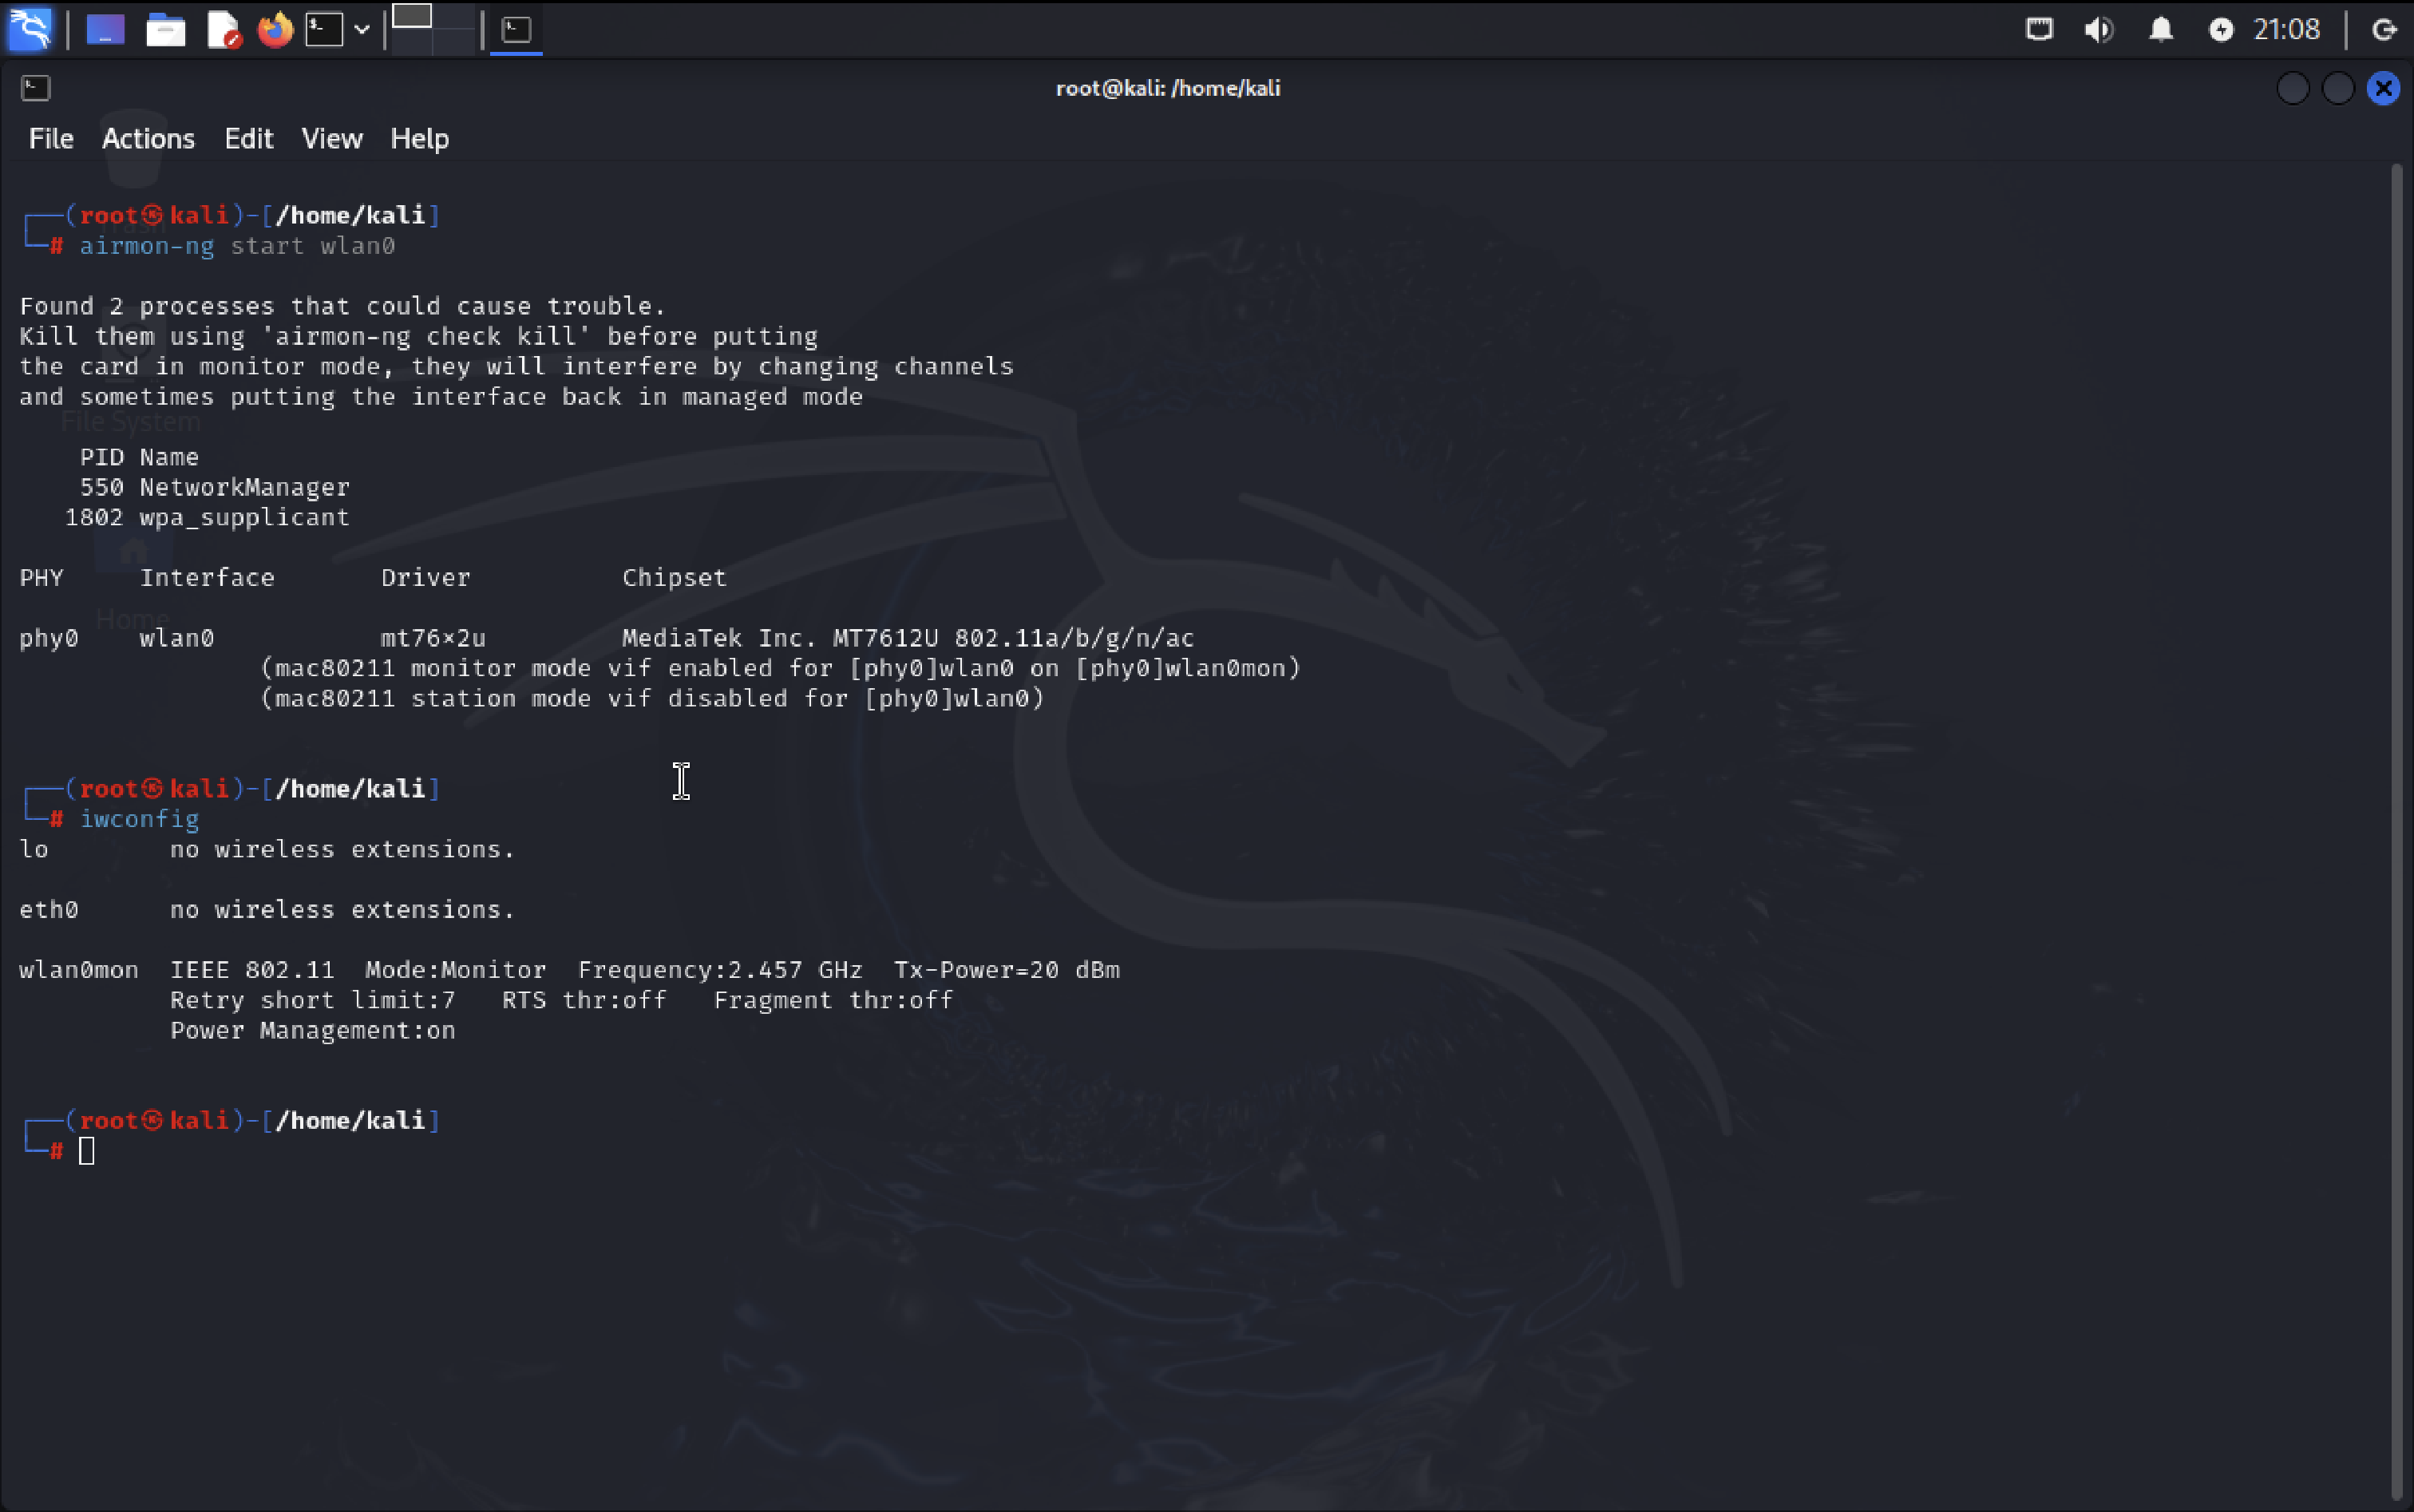 21:08
root@kali: /home/kali
File Actions Edit View Help
Trash
File System
Home
┌──(root㉿kali)-[/home/kali]
└─# airmon-ng start wlan0
Found 2 processes that could cause trouble.
Kill them using 'airmon-ng check kill' before putting
the card in monitor mode, they will interfere by changing channels
and sometimes putting the interface back in managed mode
PID Name
550 NetworkManager
1802 wpa_supplicant
PHY Interface Driver Chipset
phy0 wlan0 mt76×2u MediaTek Inc. MT7612U 802.11a/b/g/n/ac
(mac80211 monitor mode vif enabled for [phy0]wlan0 on [phy0]wlan0mon)
(mac80211 station mode vif disabled for [phy0]wlan0)
┌──(root㉿kali)-[/home/kali]
└─# iwconfig
lo no wireless extensions.
eth0 no wireless extensions.
wlan0mon IEEE 802.11 Mode:Monitor Frequency:2.457 GHz Tx-Power=20 dBm
Retry short limit:7 RTS thr:off Fragment thr:off
Power Management:on
┌──(root㉿kali)-[/home/kali]
└─#